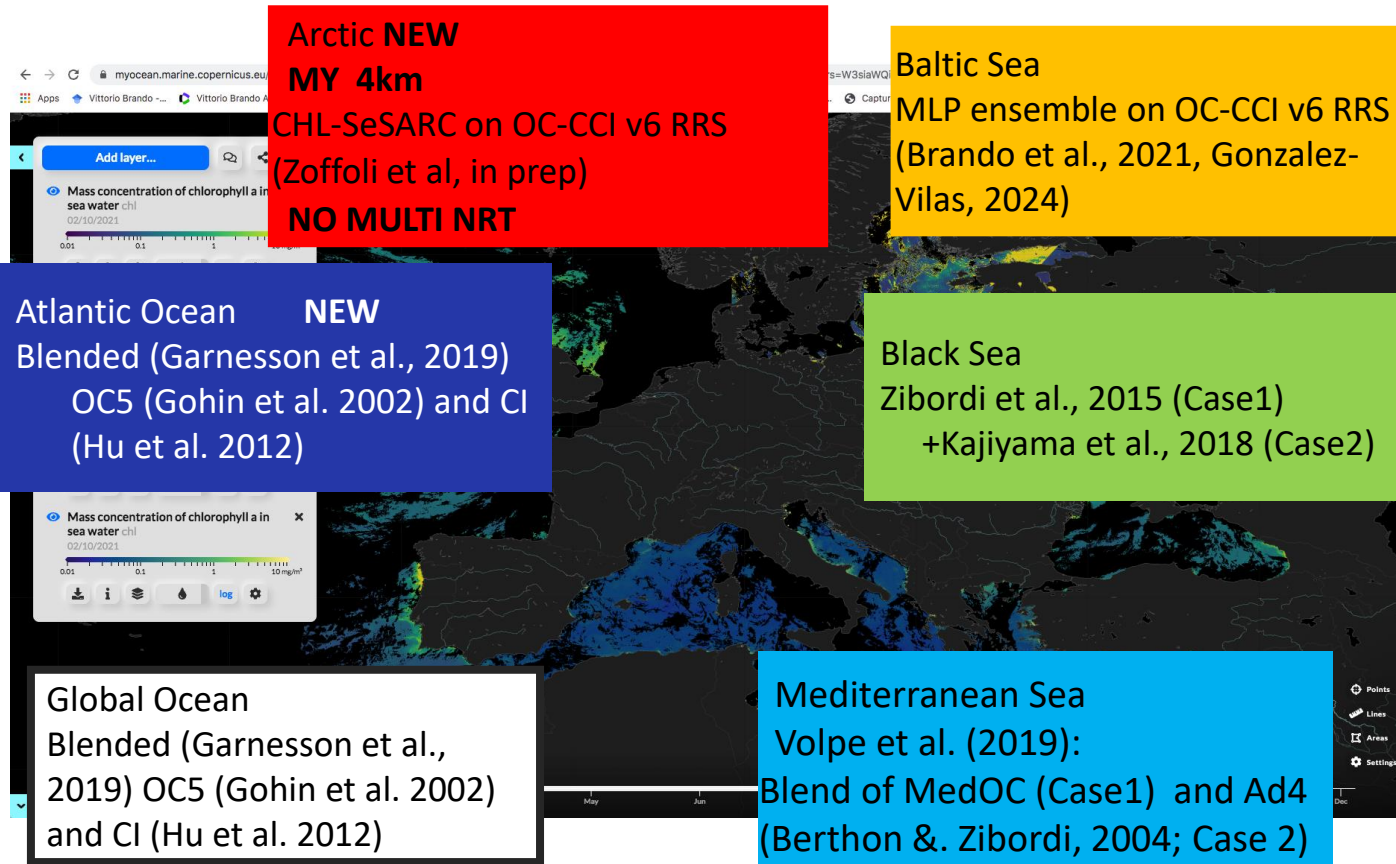 Arctic NEW
MY 4km
CHL-SeSARC on OC-CCI v6 RRS
(Zoffoli et al, in prep)
NO MULTI NRT
Baltic Sea
MLP ensemble on OC-CCI v6 RRS
(Brando et al., 2021, Gonzalez-
Vilas, 2024)
myocean.marine.copernicus.eu/
Apps Vittorio Brando -... Vittorio Brando
Add layer...
Mass concentration of chlorophyll a in
sea water chl
02/10/2021
0.01 0.1 1
Atlantic Ocean NEW
Blended (Garnesson et al., 2019)
OC5 (Gohin et al. 2002) and CI
(Hu et al. 2012)
Black Sea
Zibordi et al., 2015 (Case1)
+Kajiyama et al., 2018 (Case2)
Mass concentration of chlorophyll a in
sea water chl
02/10/2021
0.01 0.1 1 10 mg/m³
log
Global Ocean
Blended (Garnesson et al.,
2019) OC5 (Gohin et al. 2002)
and CI (Hu et al. 2012)
Mediterranean Sea
Volpe et al. (2019):
Blend of MedOC (Case1) and Ad4
(Berthon &. Zibordi, 2004; Case 2)
Points
Lines
Areas
Settings
May Jun Dec